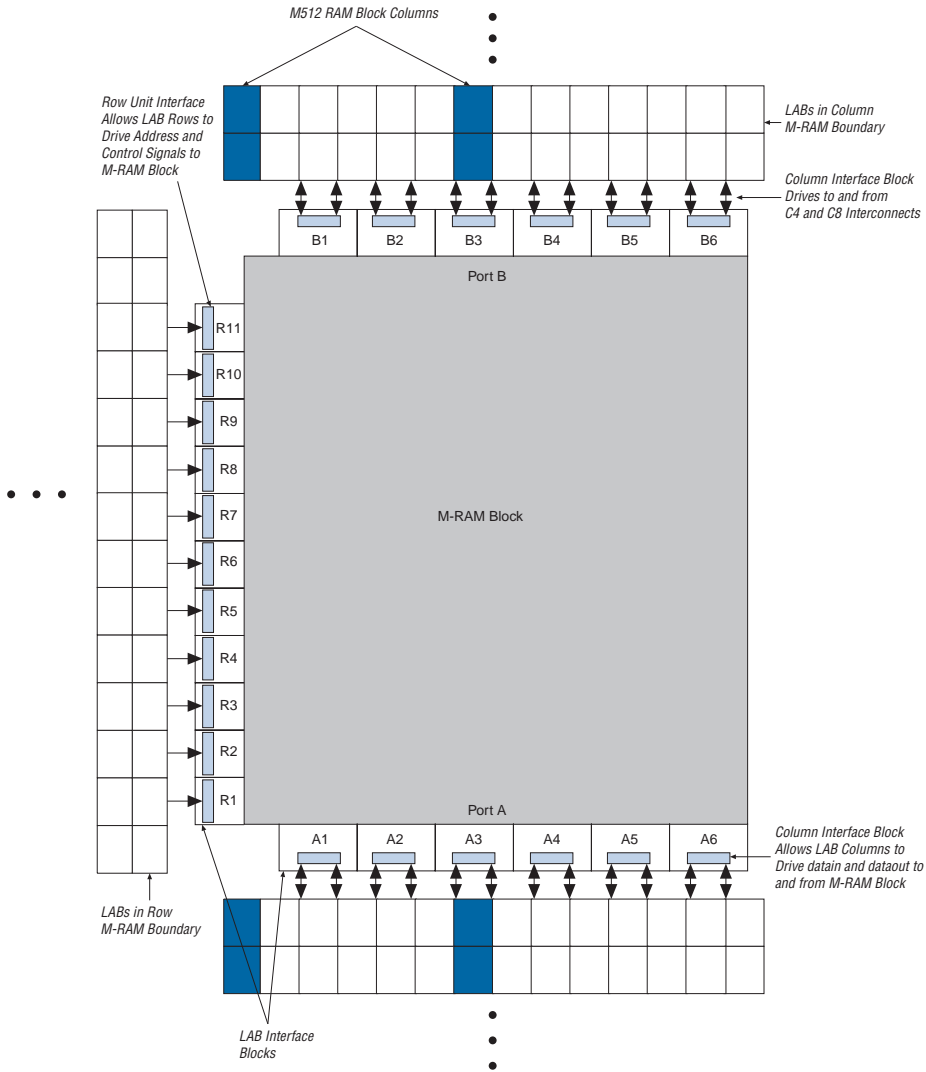 M512 RAM Block Columns
Row Unit Interface
Allows LAB Rows to
Drive Address and
Control Signals to
M-RAM Block
LABs in Column
M-RAM Boundary
Column Interface Block
Drives to and from
C4 and C8 Interconnects
B1 B2 B3 B4 B5 B6
Port B
R11
R10
R9
R8
R7
M-RAM Block
R6
R5
R4
R3
R2
R1
Port A
A1 A2 A3 A4 A5 A6
Column Interface Block
Allows LAB Columns to
Drive datain and dataout to
and from M-RAM Block
LABs in Row
M-RAM Boundary
LAB Interface
Blocks